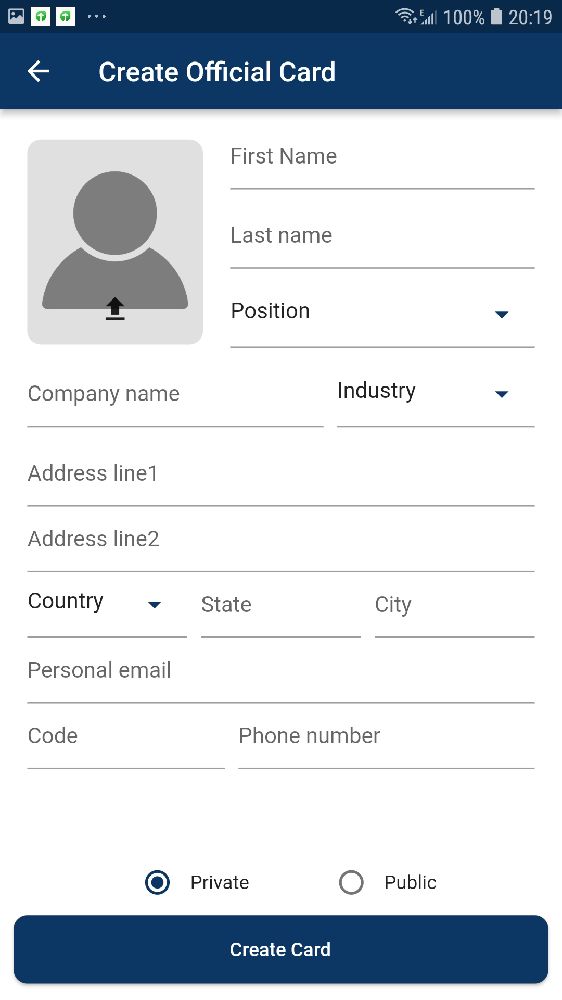 E 100% 20:19
Create Official Card
First Name
Last name
Position
Company name Industry
Address line1
Address line2
Country State City
Personal email
Code Phone number
Private Public
Create Card